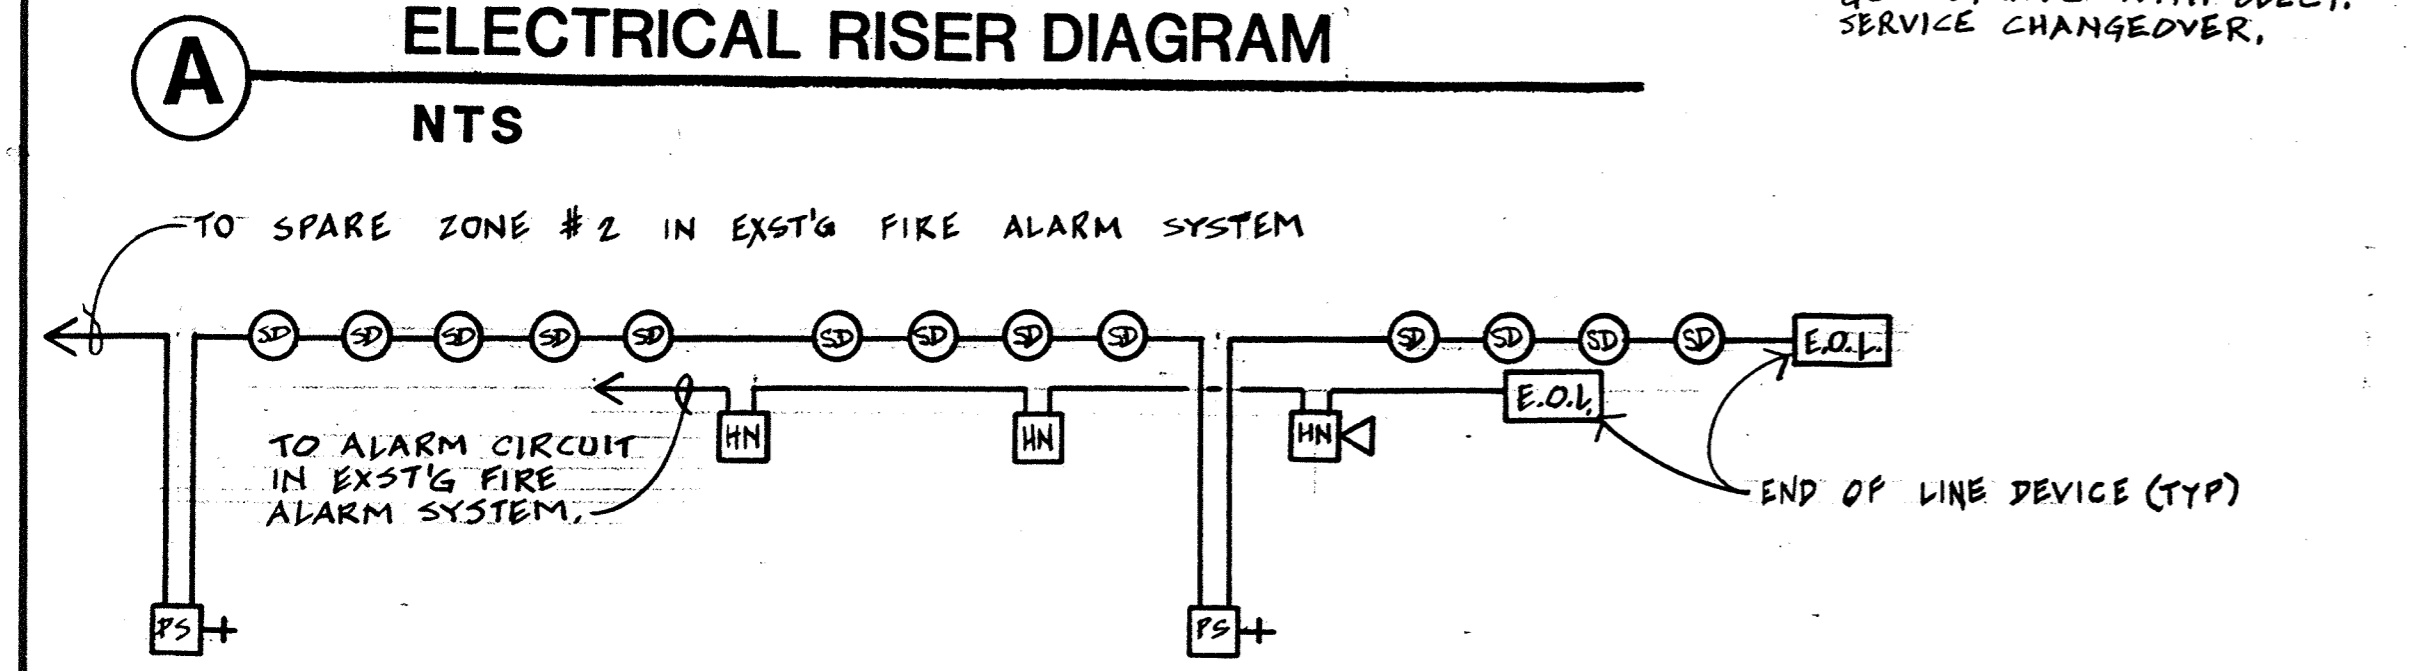 SERVICE CHANGEOVER.
A
ELECTRICAL RISER DIAGRAM
NTS
TO SPARE ZONE #2 IN EXST'G FIRE ALARM SYSTEM
SD SD SD SD SD SD SD SD SD SD SD SD SD E.O.L.
HN HN HN E.O.L.
TO ALARM CIRCUIT
IN EXST'G FIRE
ALARM SYSTEM.
END OF LINE DEVICE (TYP)
PS PS